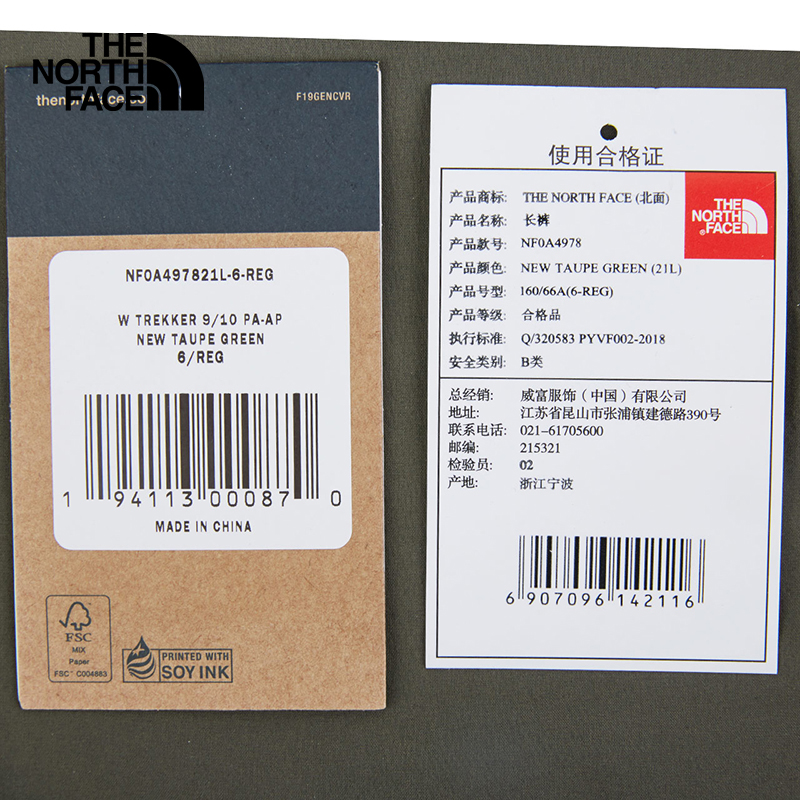 THE
NORTH
FACE
F19GENCVR
NF0A497821L-6-REG
W TREKKER 9/10 PA-AP
NEW TAUPE GREEN
6/REG
1 94113 00087 0
MADE IN CHINA
FSC
MIX
Paper
FSC™ C004883
PRINTED WITH
SOY INK
使用合格证
THE
NORTH
FACE
产品商标: THE NORTH FACE (北面)
产品名称: 长裤
产品款号: NF0A4978
产品颜色: NEW TAUPE GREEN (21L)
产品号型: 160/66A(6-REG)
产品等级: 合格品
执行标准: Q/320583 PYVF002-2018
安全类别: B类
总经销: 威富服饰（中国）有限公司
地址: 江苏省昆山市张浦镇建德路390号
联系电话: 021-61705600
邮编: 215321
检验员: 02
产地: 浙江宁波
6 907096 142116